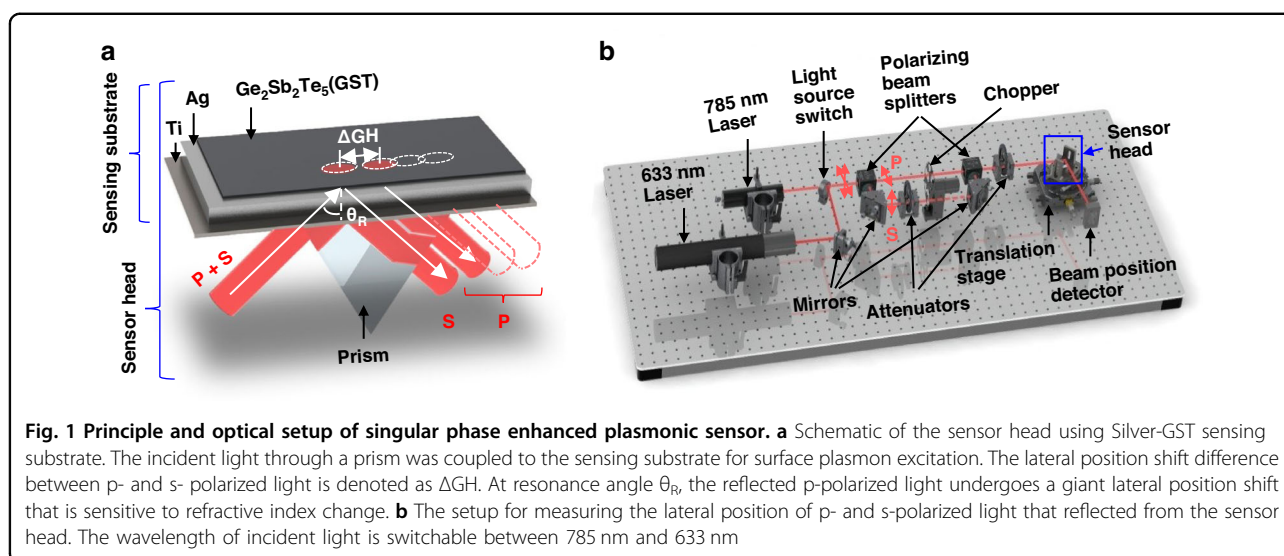 a
Sensing substrate
Sensor head
Ti
Ag
Ge₂Sb₂Te₅(GST)
ΔGH
θR
P + S
S
P
Prism
b
785 nm
Laser
633 nm
Laser
Light
source
switch
Polarizing
beam
splitters
Chopper
Sensor
head
P
S
Mirrors
Attenuators
Translation
stage
Beam position
detector
Fig. 1 Principle and optical setup of singular phase enhanced plasmonic sensor. a Schematic of the sensor head using Silver-GST sensing
substrate. The incident light through a prism was coupled to the sensing substrate for surface plasmon excitation. The lateral position shift difference
between p- and s- polarized light is denoted as ΔGH. At resonance angle θR, the reflected p-polarized light undergoes a giant lateral position shift
that is sensitive to refractive index change. b The setup for measuring the lateral position of p- and s-polarized light that reflected from the sensor
head. The wavelength of incident light is switchable between 785 nm and 633 nm